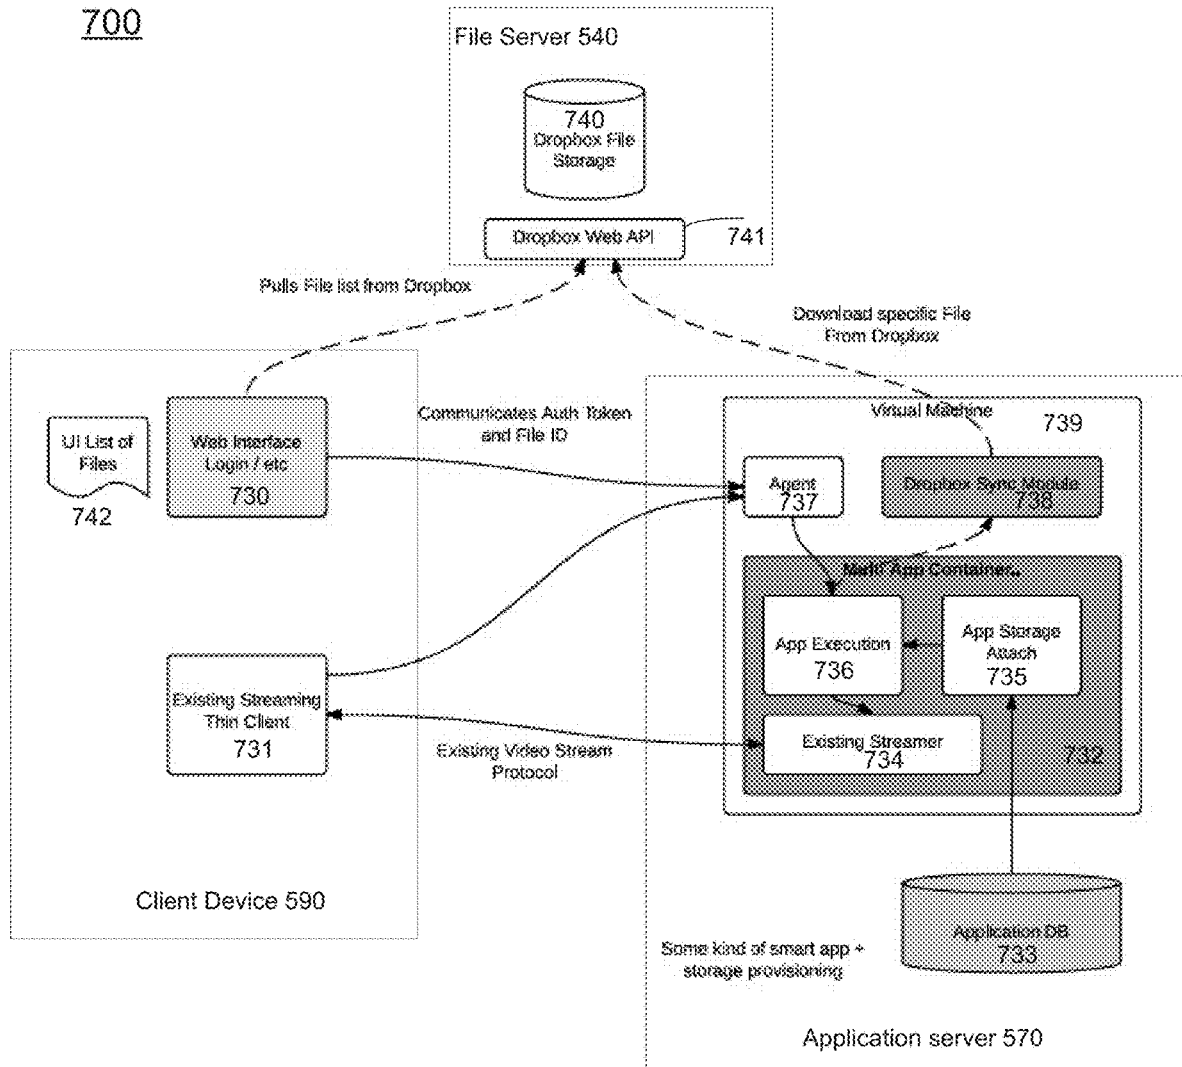 700
File Server 540
740
Dropbox File
Storage
Dropbox Web API
741
Pulls File list from Dropbox
Download specific File
From Dropbox
Communicates Auth Token
and File ID
Virtual Machine
739
UI List of
Files
742
Web Interface
Login / etc
730
Agent
737
Dropbox Sync Module
738
Multi App Container..
App Execution
736
App Storage
Attach
735
Existing Streaming
Thin Client
731
Existing Streamer
734
732
Existing Video Stream
Protocol
Client Device 590
Application DB
733
Some kind of smart app +
storage provisioning
Application server 570